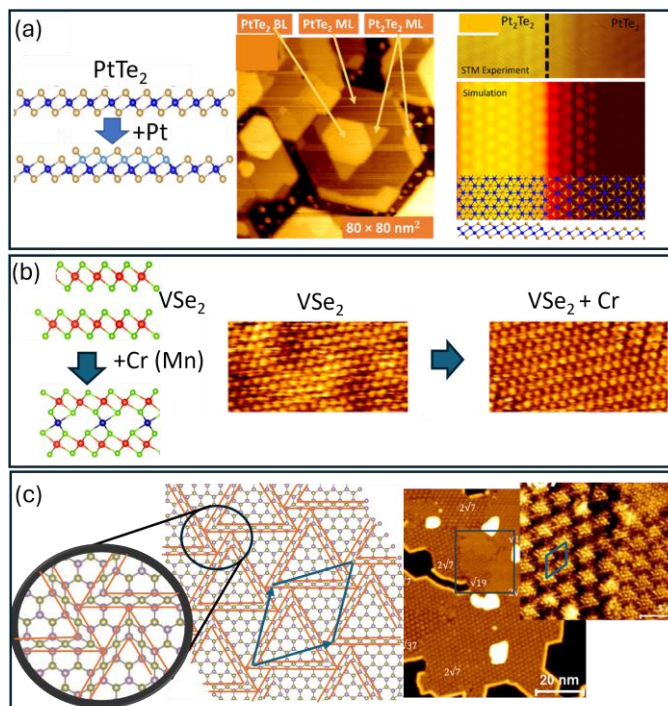 (a)
PtTe₂
+Pt
PtTe₂ BL PtTe₂ ML Pt₂Te₂ ML
80 × 80 nm²
Pt₂Te₂ PtTe₂
STM Experiment
Simulation
(b)
VSe₂
+Cr (Mn)
VSe₂
VSe₂ + Cr
(c)
2√7
2√7
√19
2√7
20 nm